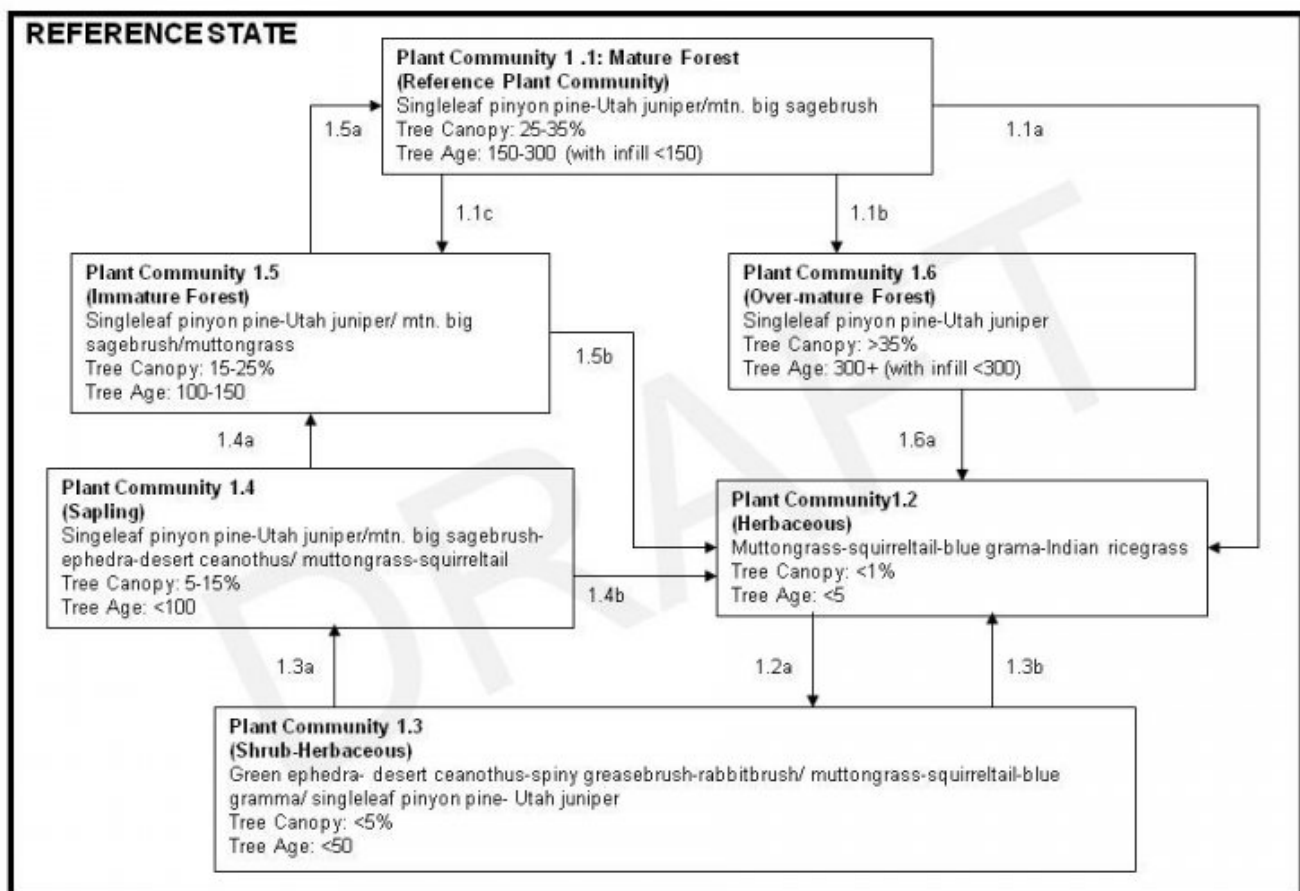 REFERENCE STATE
Plant Community 1 .1: Mature Forest
(Reference Plant Community)
Singleleaf pinyon pine-Utah juniper/mtn. big sagebrush
Tree Canopy: 25-35%
Tree Age: 150-300 (with infill <150)
1.5a
1.1a
1.1c
1.1b
Plant Community 1.5
(Immature Forest)
Singleleaf pinyon pine-Utah juniper/ mtn. big
sagebrush/muttongrass
Tree Canopy: 15-25%
Tree Age: 100-150
Plant Community 1.6
(Over-mature Forest)
Singleleaf pinyon pine-Utah juniper
Tree Canopy: >35%
Tree Age: 300+ (with infill <300)
1.5b
1.4a
1.6a
Plant Community 1.4
(Sapling)
Singeleaf pinyon pine-Utah juniper/mtn. big sagebrush-
ephedra-desert ceanothus/ muttongrass-squirreltail
Tree Canopy: 5-15%
Tree Age: <100
Plant Community1.2
(Herbaceous)
Muttongrass-squirreltail-blue grama-Indian ricegrass
Tree Canopy: <1%
Tree Age: <5
1.4b
1.3a
1.2a
1.3b
Plant Community 1.3
(Shrub-Herbaceous)
Green ephedra- desert ceanothus-spiny greasebrush-rabbitbrush/ muttongrass-squirreltail-blue
gramma/ singleleaf pinyon pine- Utah juniper
Tree Canopy: <5%
Tree Age: <50
DRAFT